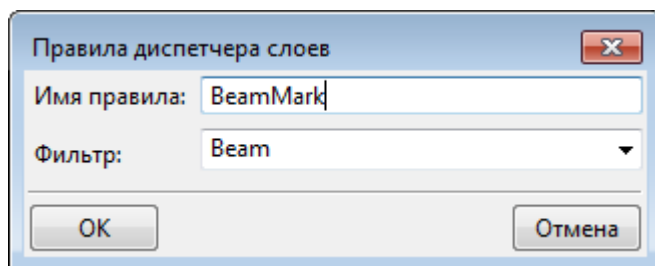 Правила диспетчера слоев
Имя правила: BeamMark
Фильтр: Beam
OK Отмена